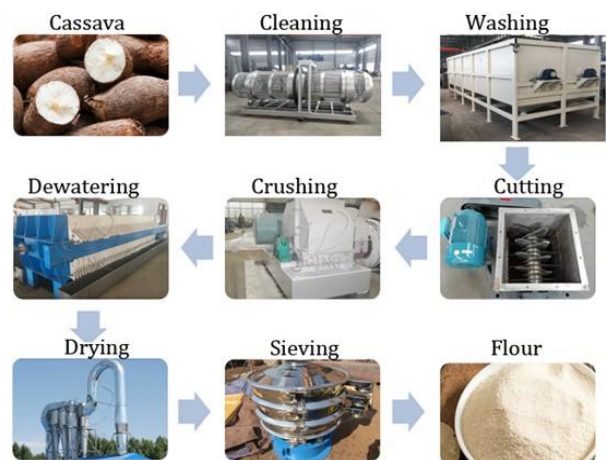 Cassava
Cleaning
Washing
Cutting
Crushing
Dewatering
Drying
Sieving
Flour